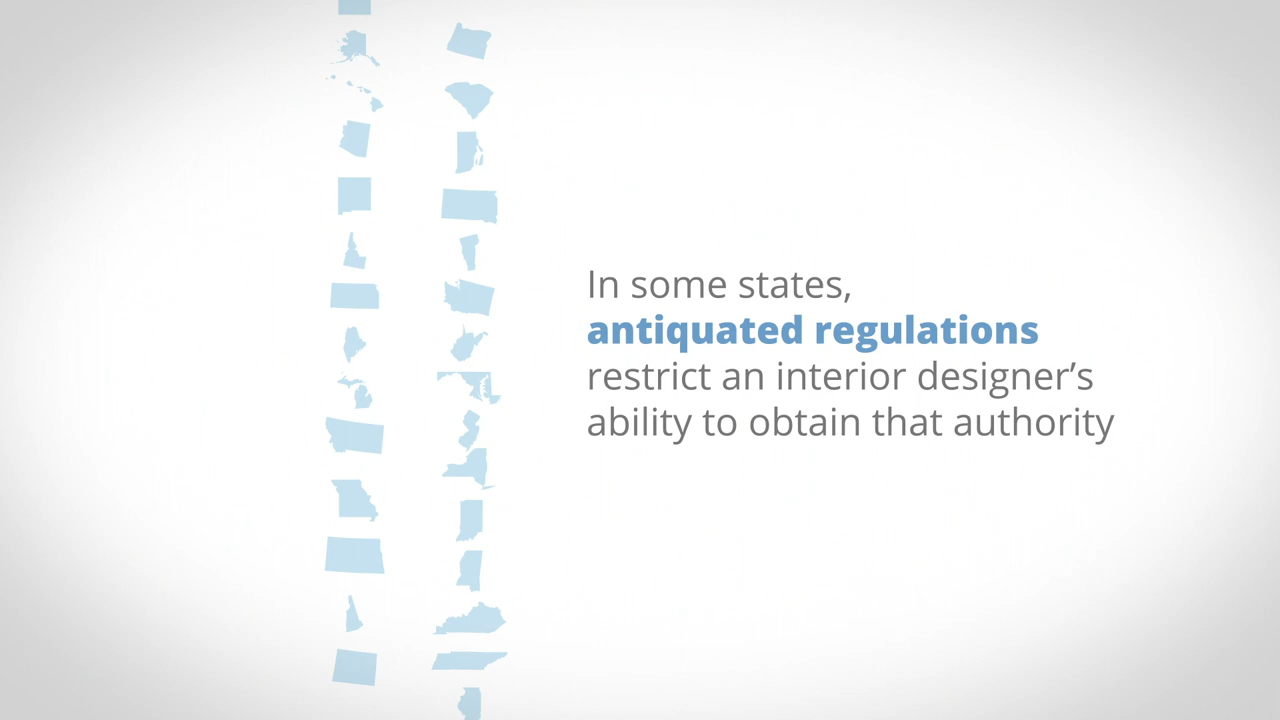 In some states,
antiquated regulations
restrict an interior designer’s
ability to obtain that authority